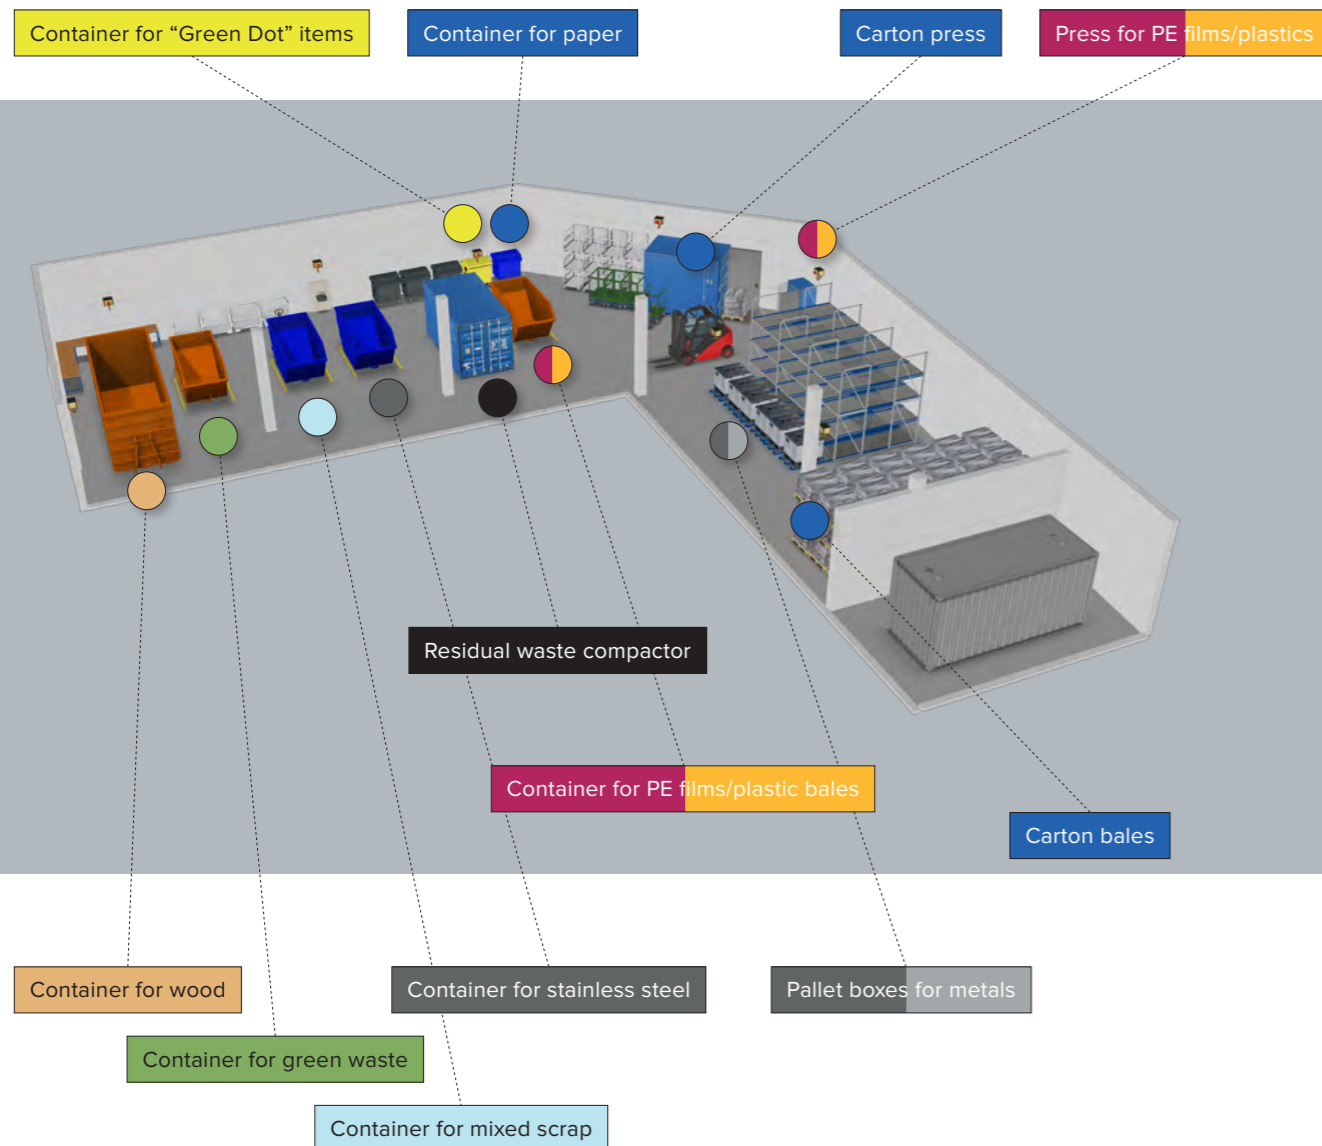 Container for “Green Dot” items
Container for paper
Carton press
Press for PE films/plastics
Residual waste compactor
Container for PE films/plastic bales
Carton bales
Container for wood
Container for stainless steel
Pallet boxes for metals
Container for green waste
Container for mixed scrap